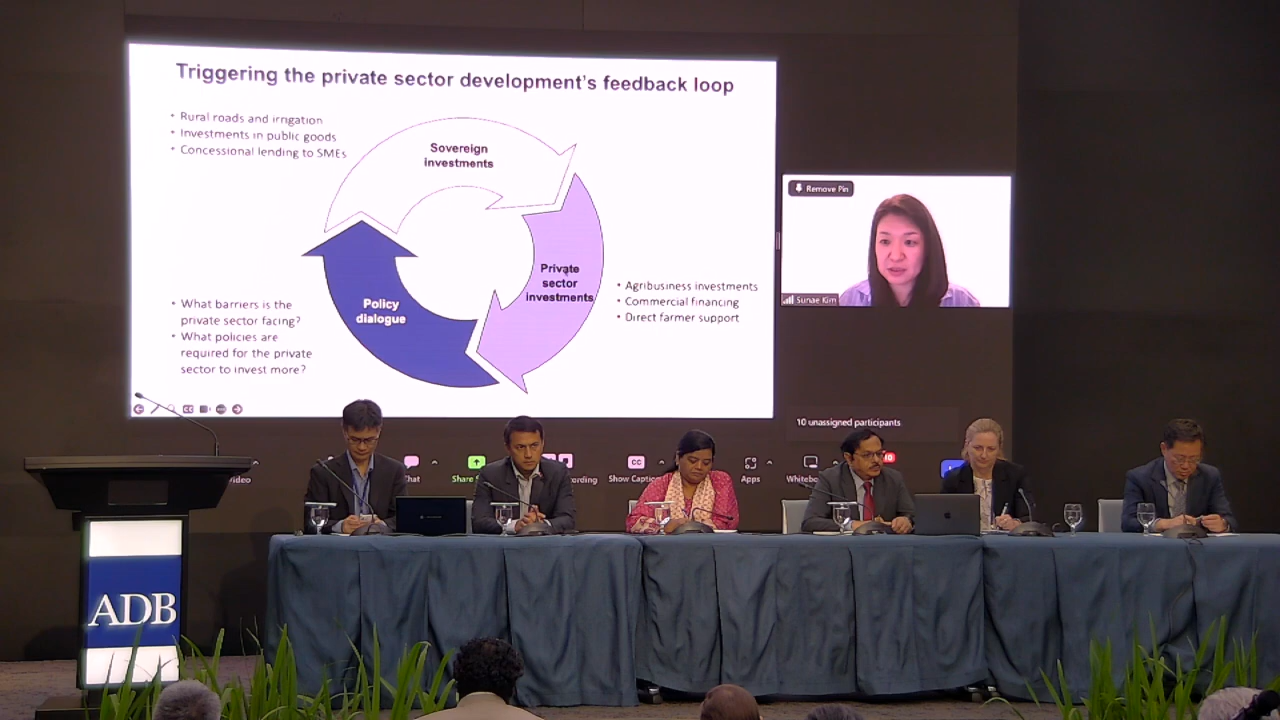 Triggering the private sector development's feedback loop
• Rural roads and irrigation
• Investments in public goods
• Concessional lending to SMEs
Sovereign
investments
Private
sector
investments
• Agribusiness investments
• Commercial financing
• Direct farmer support
Policy
dialogue
• What barriers is the
private sector facing?
• What policies are
required for the private
sector to invest more?
Remove Pin
Sunae Kim
10 unassigned participants
Show Captio
Apps
ADB